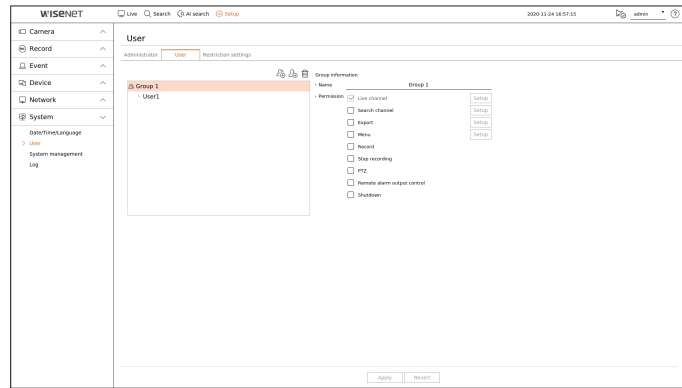 WISENET
Live Search AI search Setup 2020-11-24 16:57:15 admin
Camera
Record
Event
Device
Network
System
Date/Time/Language
User
System management
Log
User
Administrator User Restriction settings
Group 1
User1
Group information
Name Group 1
Permission Live channel Setup
Search channel Setup
Export Setup
Menu Setup
Record
Stop recording
PTZ
Remote alarm output control
Shutdown
Apply Revert